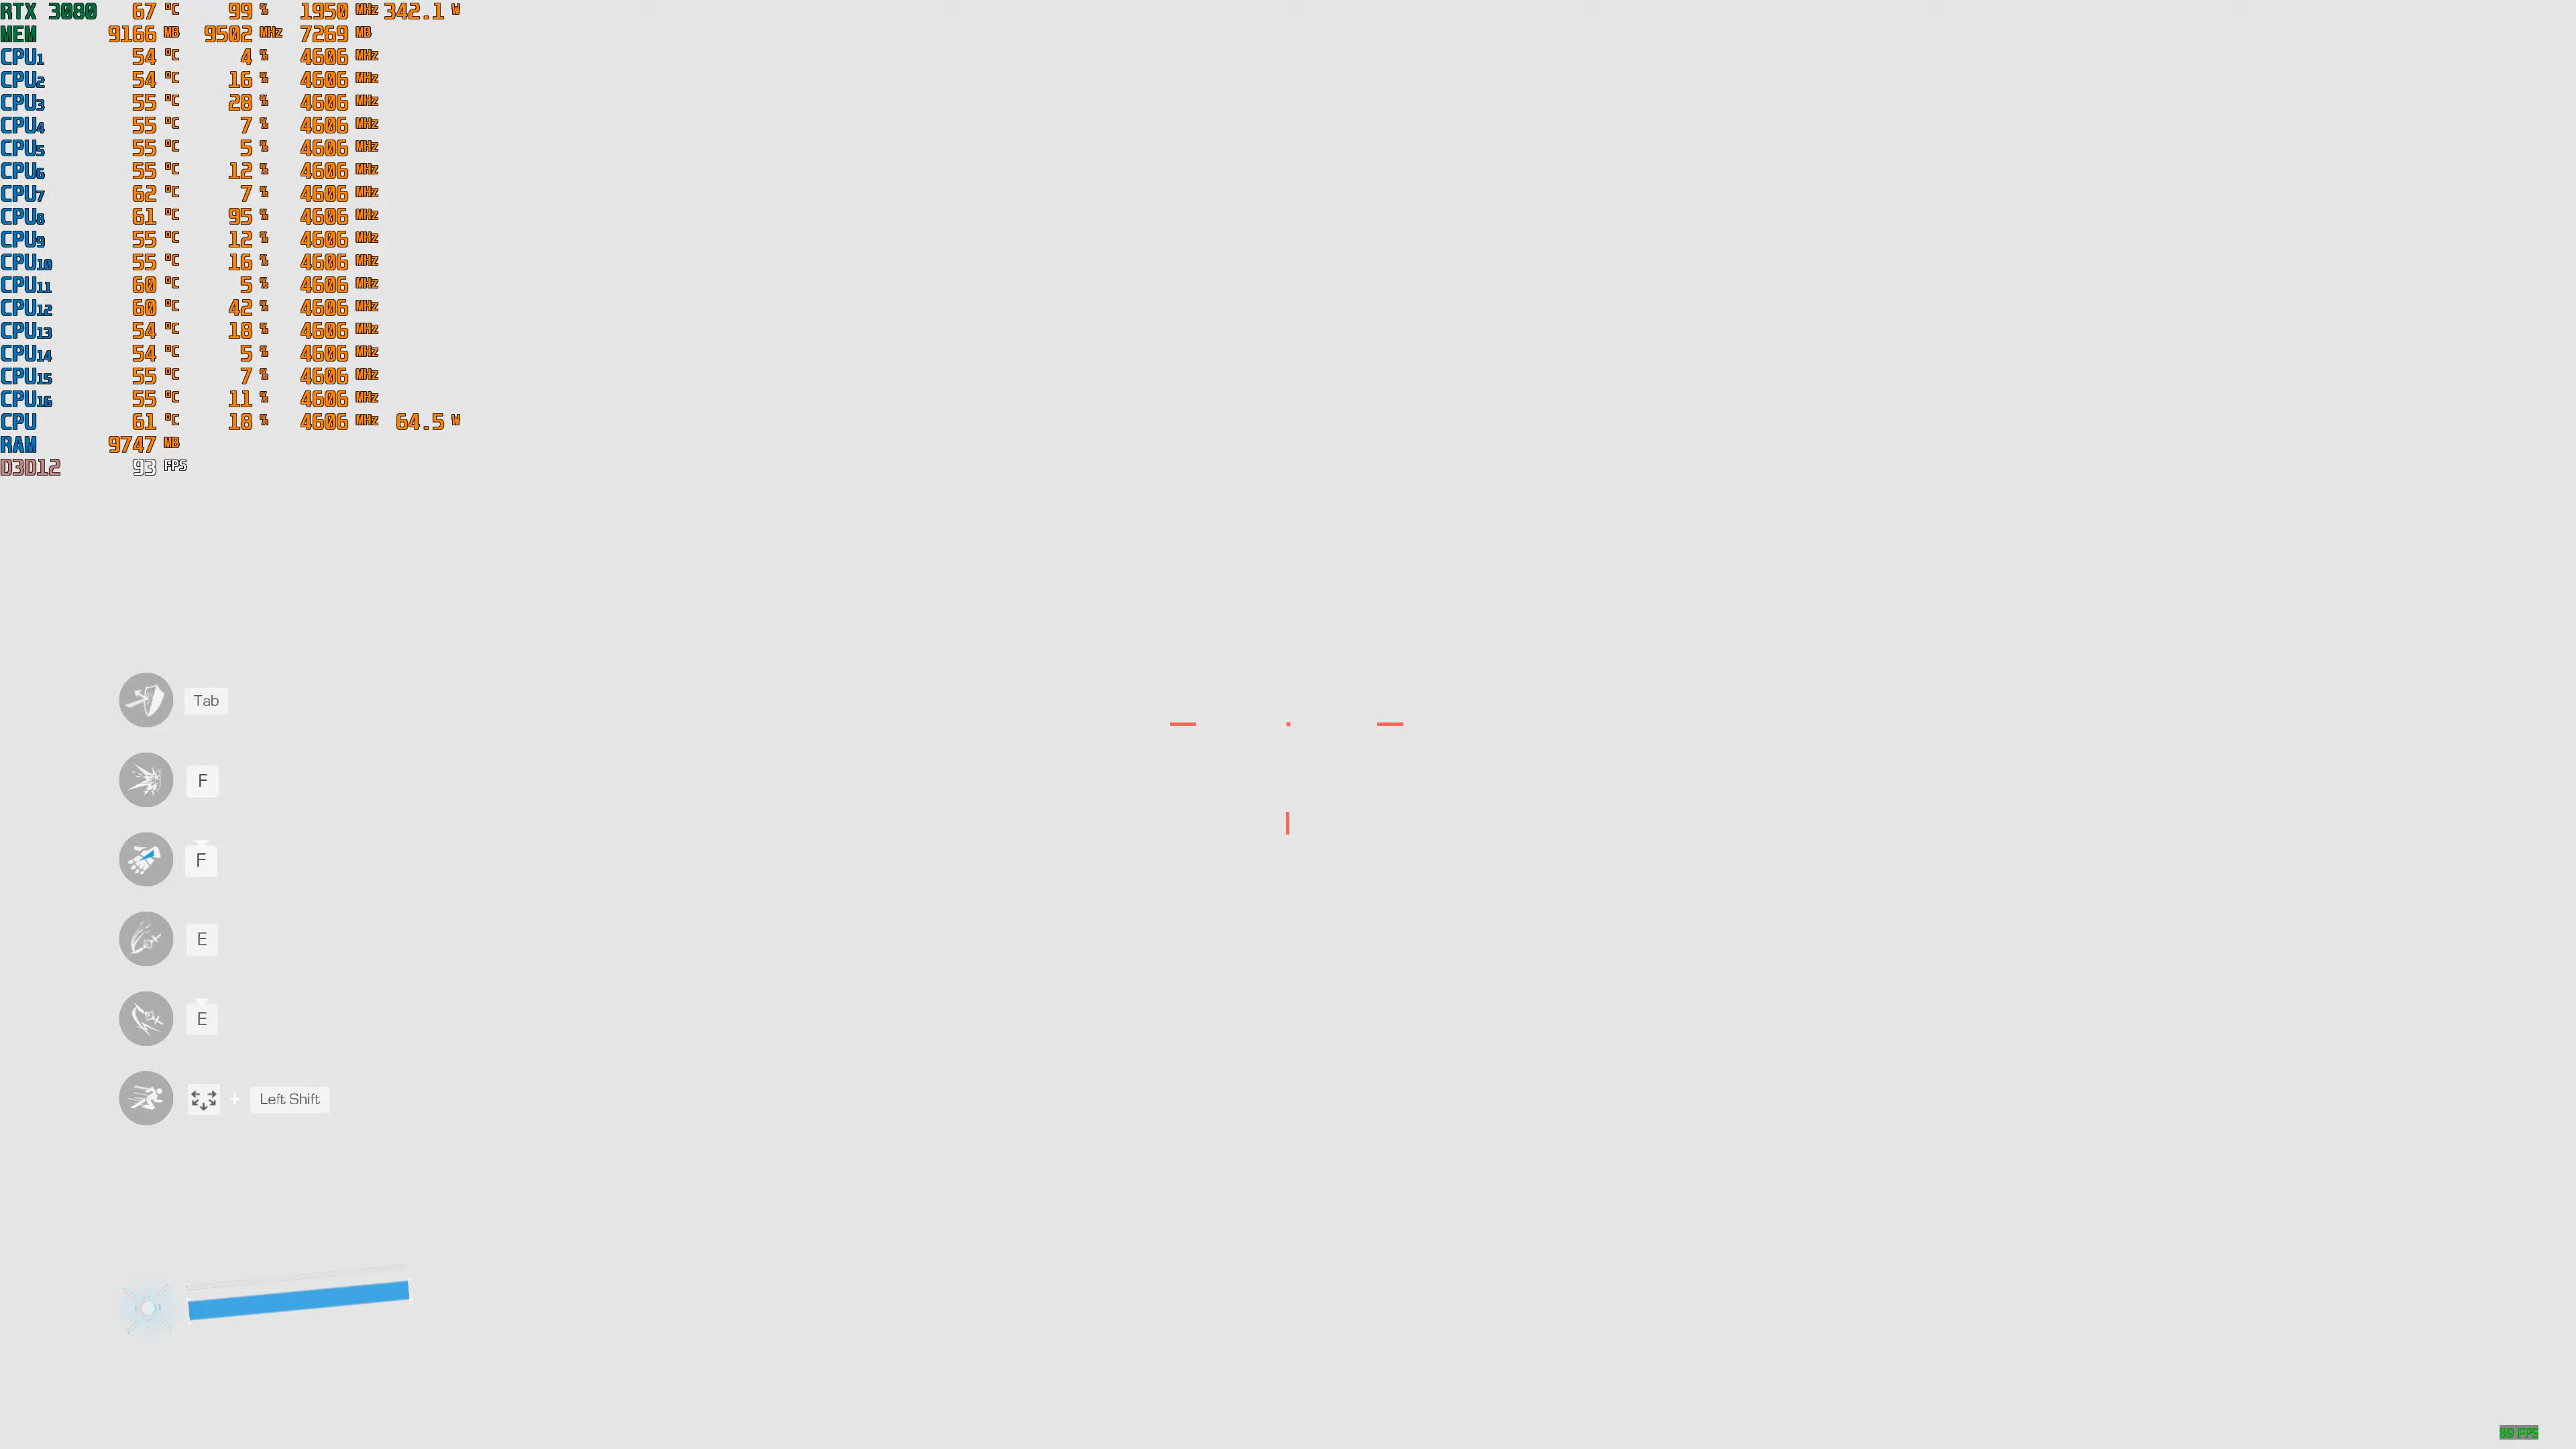 RTX 3080 67 °C 99 % 1950 MHz 342.1 W
MEM 9166 MB 9502 MHz 7269 MB
CPU1 54 °C 4 % 4606 MHz
CPU2 54 °C 16 % 4606 MHz
CPU3 55 °C 28 % 4606 MHz
CPU4 55 °C 7 % 4606 MHz
CPU5 55 °C 5 % 4606 MHz
CPU6 55 °C 12 % 4606 MHz
CPU7 62 °C 7 % 4606 MHz
CPU8 61 °C 95 % 4606 MHz
CPU9 55 °C 12 % 4606 MHz
CPU10 55 °C 16 % 4606 MHz
CPU11 60 °C 5 % 4606 MHz
CPU12 60 °C 42 % 4606 MHz
CPU13 54 °C 18 % 4606 MHz
CPU14 54 °C 5 % 4606 MHz
CPU15 55 °C 7 % 4606 MHz
CPU16 55 °C 11 % 4606 MHz
CPU 61 °C 18 % 4606 MHz 64.5 W
RAM 9747 MB
D3D12 93 FPS
Tab
F
F
E
E
+ Left Shift
FPS